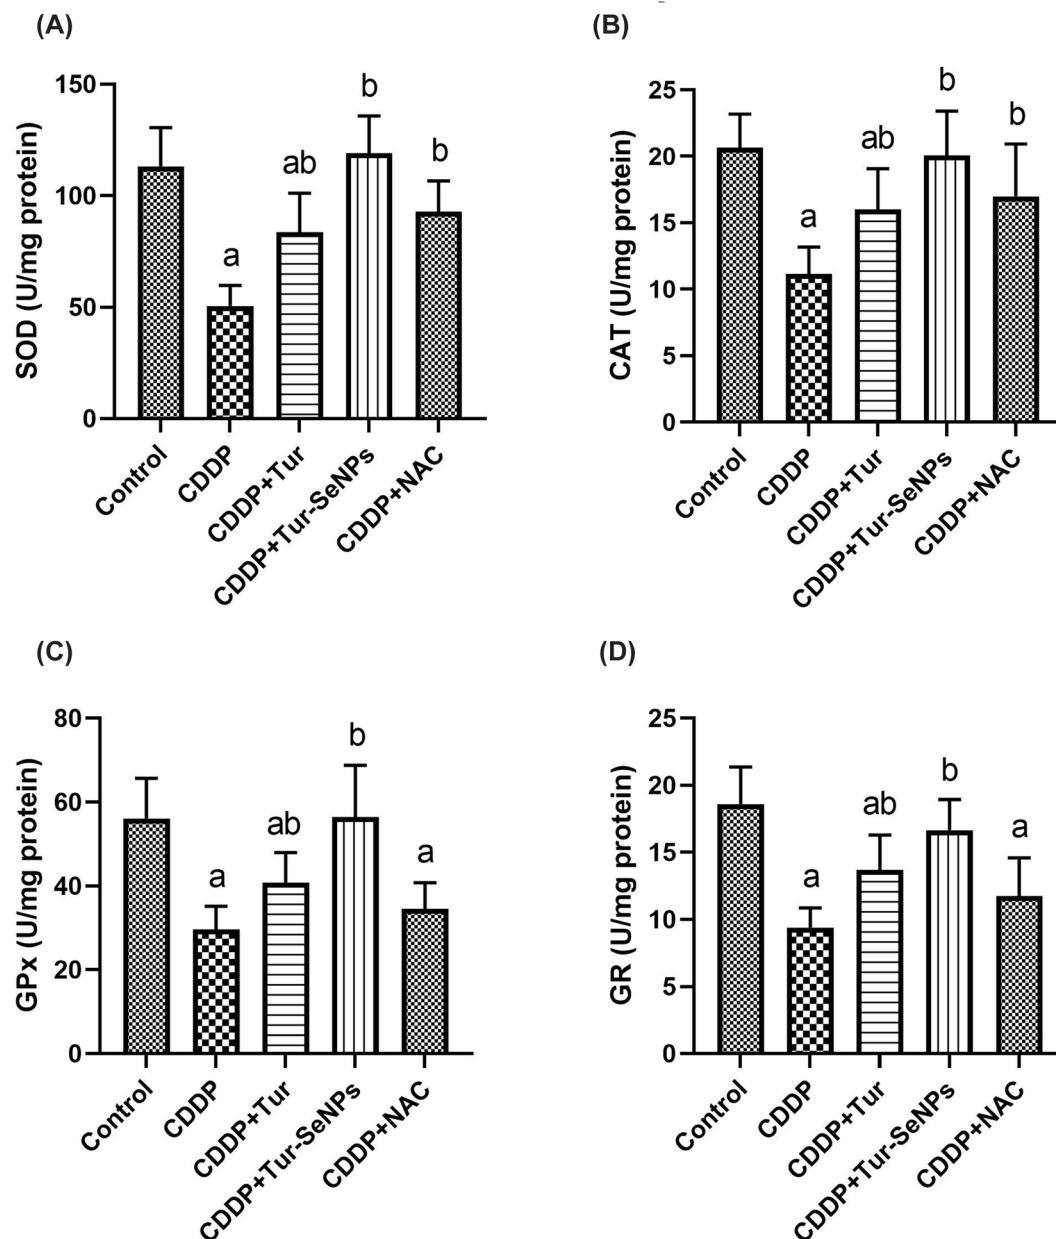 (A)
SOD (U/mg protein)
150
100
50
0
a
ab
b
b
Control
CDDP
CDDP+Tur
CDDP+Tur-SeNPs
CDDP+NAC
(B)
CAT (U/mg protein)
25
20
15
10
5
0
a
ab
b
b
Control
CDDP
CDDP+Tur
CDDP+Tur-SeNPs
CDDP+NAC
(C)
GPx (U/mg protein)
80
60
40
20
0
a
ab
b
a
Control
CDDP
CDDP+Tur
CDDP+Tur-SeNPs
CDDP+NAC
(D)
GR (U/mg protein)
25
20
15
10
5
0
a
ab
b
a
Control
CDDP
CDDP+Tur
CDDP+Tur-SeNPs
CDDP+NAC